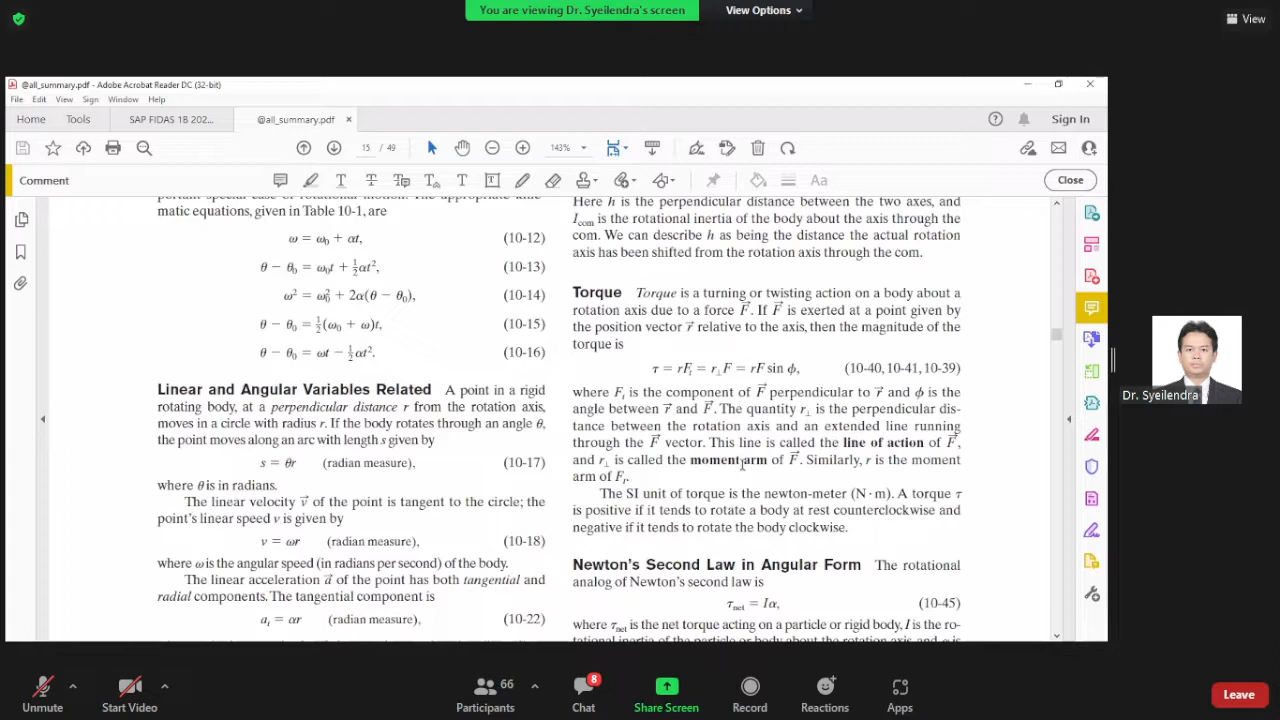 You are viewing Dr. Syeilendra's screen
View Options
View
@all_summary.pdf - Adobe Acrobat Reader DC (32-bit)
File Edit View Sign Window Help
Home Tools SAP FIDAS 1B 202... @all_summary.pdf × Sign In
15 / 49 143%
Comment Close
matic equations, given in Table 10-1, are
ω = ω₀ + αt, (10-12)
θ − θ₀ = ω₀t + ½αt², (10-13)
ω² = ω₀² + 2α(θ − θ₀), (10-14)
θ − θ₀ = ½(ω₀ + ω)t, (10-15)
θ − θ₀ = ωt − ½αt². (10-16)
Linear and Angular Variables Related A point in a rigid
rotating body, at a perpendicular distance r from the rotation axis,
moves in a circle with radius r. If the body rotates through an angle θ,
the point moves along an arc with length s given by
s = θr (radian measure), (10-17)
where θ is in radians.
The linear velocity v⃗ of the point is tangent to the circle; the
point's linear speed v is given by
v = ωr (radian measure), (10-18)
where ω is the angular speed (in radians per second) of the body.
The linear acceleration a⃗ of the point has both tangential and
radial components. The tangential component is
aₜ = αr (radian measure), (10-22)
Here h is the perpendicular distance between the two axes, and
I_com is the rotational inertia of the body about the axis through the
com. We can describe h as being the distance the actual rotation
axis has been shifted from the rotation axis through the com.
Torque Torque is a turning or twisting action on a body about a
rotation axis due to a force F⃗. If F⃗ is exerted at a point given by
the position vector r⃗ relative to the axis, then the magnitude of the
torque is
τ = rFₜ = r⊥F = rF sin ϕ, (10-40, 10-41, 10-39)
where Fₜ is the component of F⃗ perpendicular to r⃗ and ϕ is the
angle between r⃗ and F⃗. The quantity r⊥ is the perpendicular dis-
tance between the rotation axis and an extended line running
through the F⃗ vector. This line is called the line of action of F⃗,
and r⊥ is called the moment arm of F⃗. Similarly, r is the moment
arm of Fₜ.
The SI unit of torque is the newton-meter (N · m). A torque τ
is positive if it tends to rotate a body at rest counterclockwise and
negative if it tends to rotate the body clockwise.
Newton's Second Law in Angular Form The rotational
analog of Newton's second law is
τ_net = Iα, (10-45)
where τ_net is the net torque acting on a particle or rigid body, I is the ro-
Dr. Syeilendra
8
66
Unmute Start Video Participants Chat Share Screen Record Reactions Apps Leave